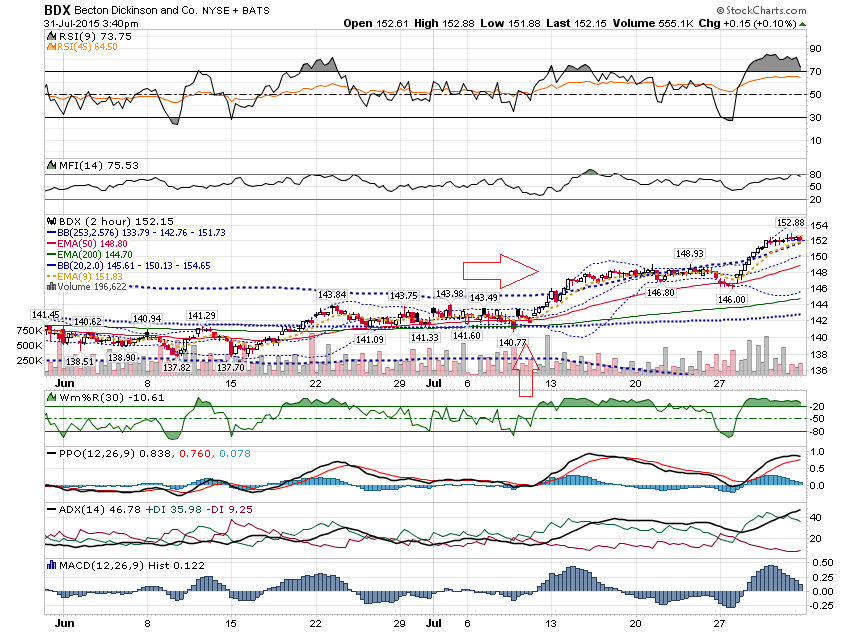 BDX Becton Dickinson and Co. NYSE + BATS
© StockCharts.com
31-Jul-2015 3:40pm
Open 152.61 High 152.88 Low 151.88 Last 152.15 Volume 555.1K Chg +0.15 (+0.10%)
RSI(9) 73.75
RSI(45) 64.50
90
70
50
30
10
MFI(14) 75.53
80
50
20
BDX (2 hour) 152.15
BB(253,2.576) 133.79 - 142.76 - 151.73
EMA(50) 148.80
EMA(200) 144.70
BB(20,2.0) 145.61 - 150.13 - 154.65
EMA(9) 151.83
Volume 196,622
154
152
150
148
146
144
142
140
138
136
750K
500K
250K
141.45
140.62
138.51
138.90
140.94
137.82
141.29
137.70
143.84
141.09
143.75
141.33
143.98
141.60
143.49
140.77
146.80
148.93
146.00
152.88
Jun 8 15 22 29 Jul 6 13 20 27
Wm%R(30) -10.61
-20
-50
-80
PPO(12,26,9) 0.838, 0.760, 0.078
1.0
0.5
0.0
ADX(14) 46.78 +DI 35.98 -DI 9.25
40
20
MACD(12,26,9) Hist 0.122
0.50
0.25
0.00
-0.25
Jun 8 15 22 29 Jul 6 13 20 27